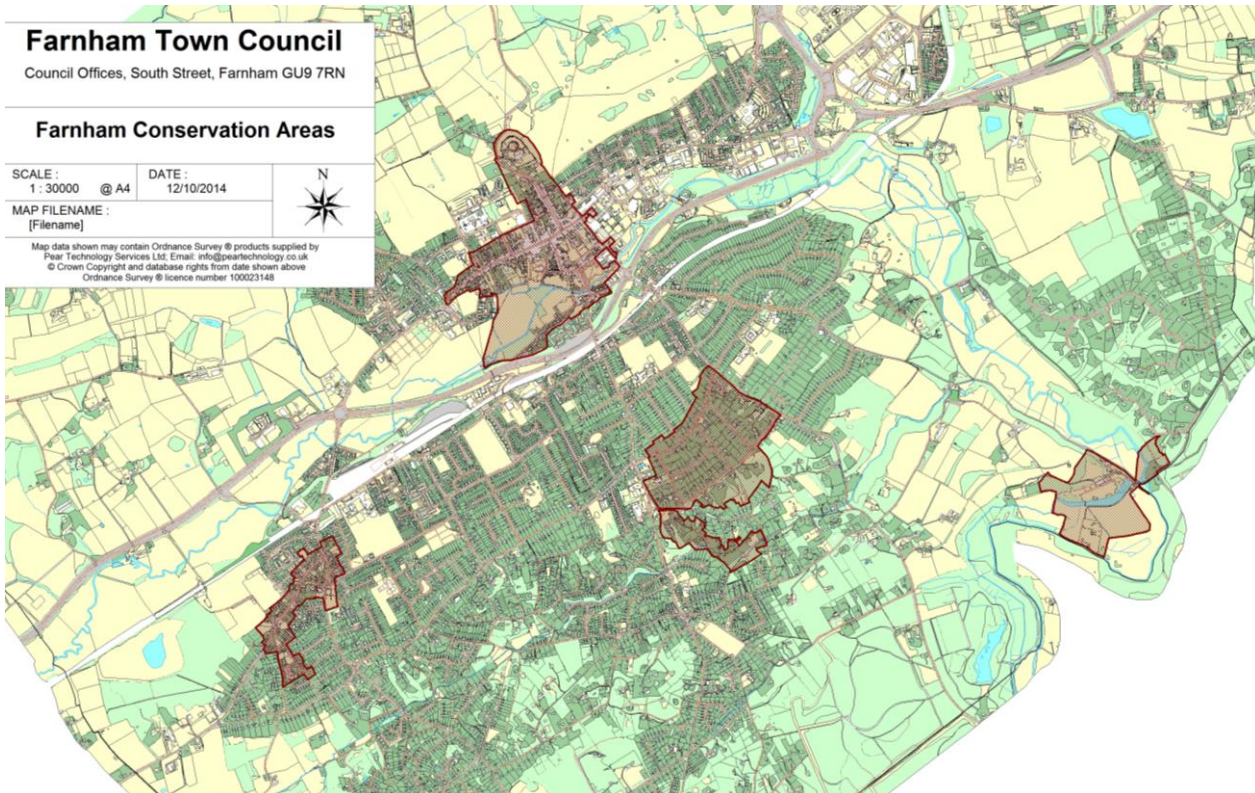 Farnham Town Council
Council Offices, South Street, Farnham GU9 7RN
Farnham Conservation Areas
SCALE :
1 : 30000 @ A4
DATE :
12/10/2014
MAP FILENAME :
[Filename]
N
Map data shown may contain Ordnance Survey ® products supplied by
Pear Technology Services Ltd; Email: info@peartechnology.co.uk
© Crown Copyright and database rights from date shown above
Ordnance Survey ® licence number 100023148